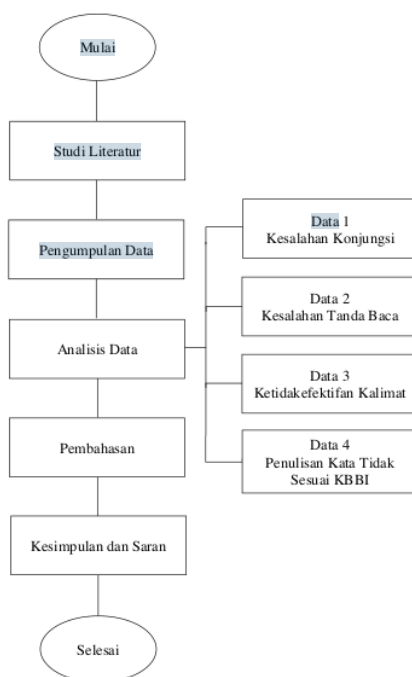 Mulai
Studi Literatur
Pengumpulan Data
Analisis Data
Data 1
Kesalahan Konjungsi
Data 2
Kesalahan Tanda Baca
Data 3
Ketidakefektifan Kalimat
Data 4
Penulisan Kata Tidak
Sesuai KBBI
Pembahasan
Kesimpulan dan Saran
Selesai